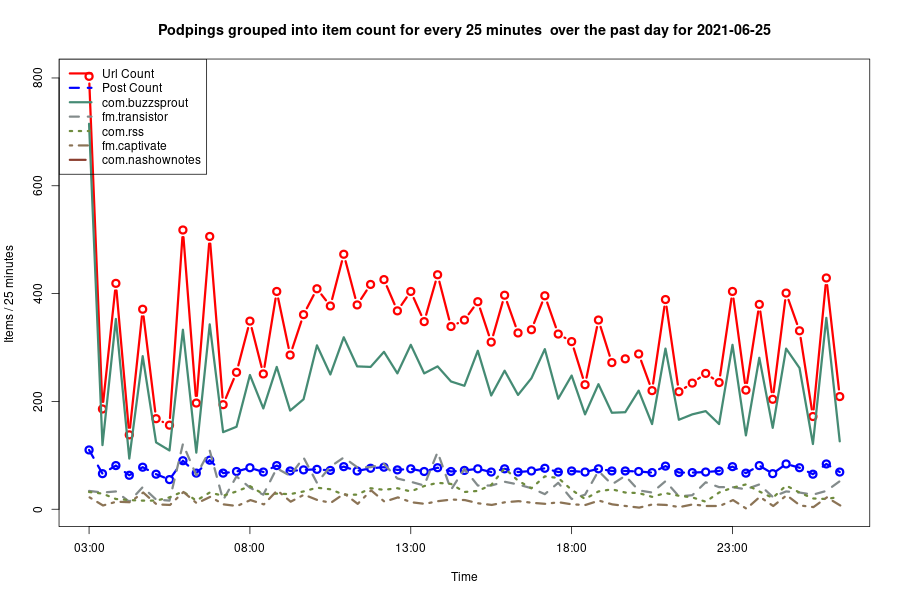 Podpings grouped into item count for every 25 minutes  over the past day for 2021-06-25
Url Count
Post Count
com.buzzsprout
fm.transistor
com.rss
fm.captivate
com.nashownotes
Items / 25 minutes
800
600
400
200
0
03:00 08:00 13:00 18:00 23:00
Time